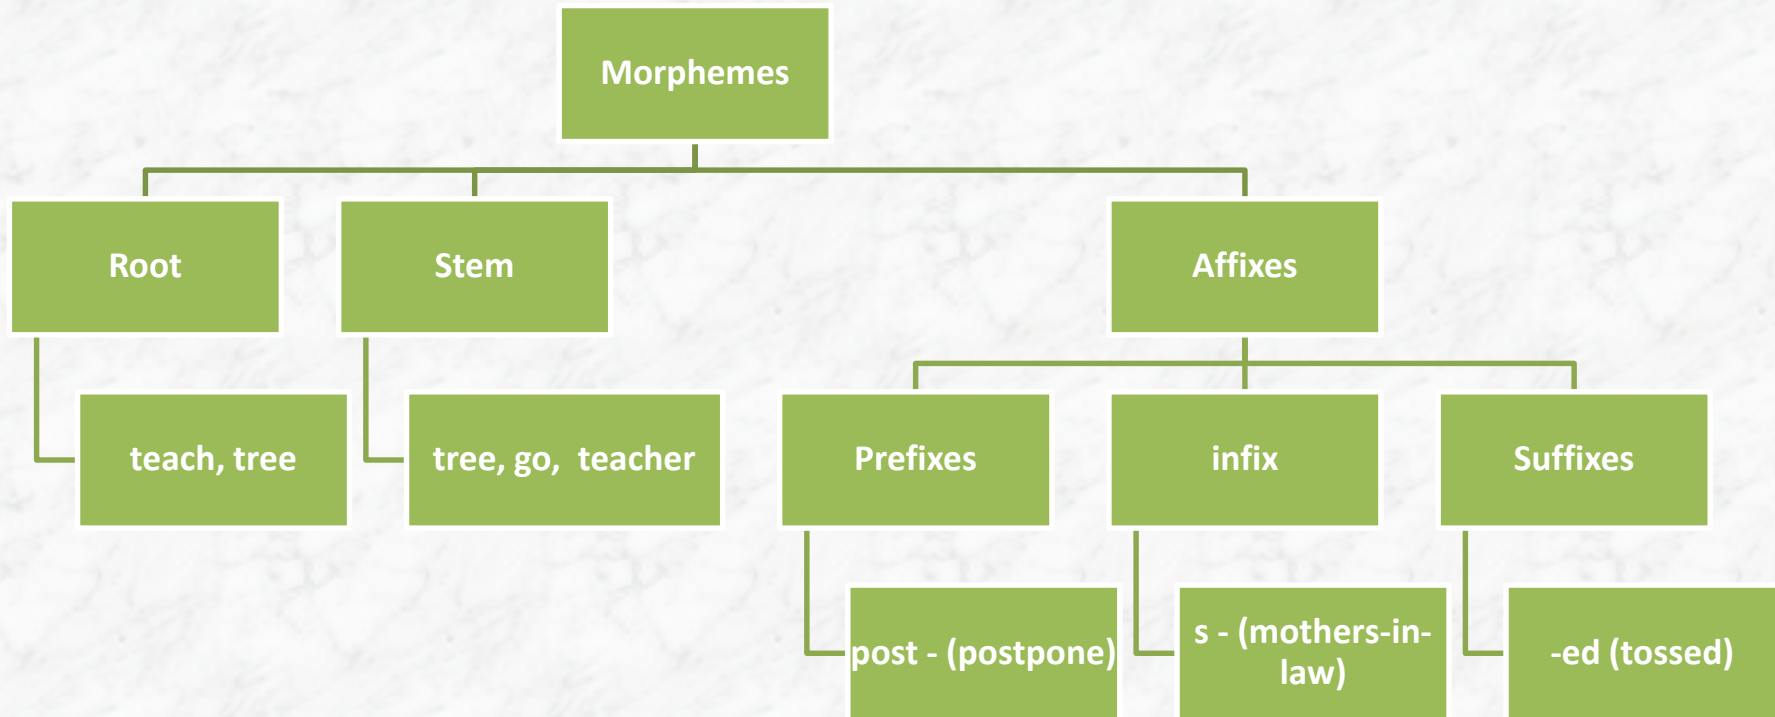 Morphemes
Root
Stem
Affixes
teach, tree
tree, go, teacher
Prefixes
infix
Suffixes
post - (postpone)
s - (mothers-in-
law)
-ed (tossed)